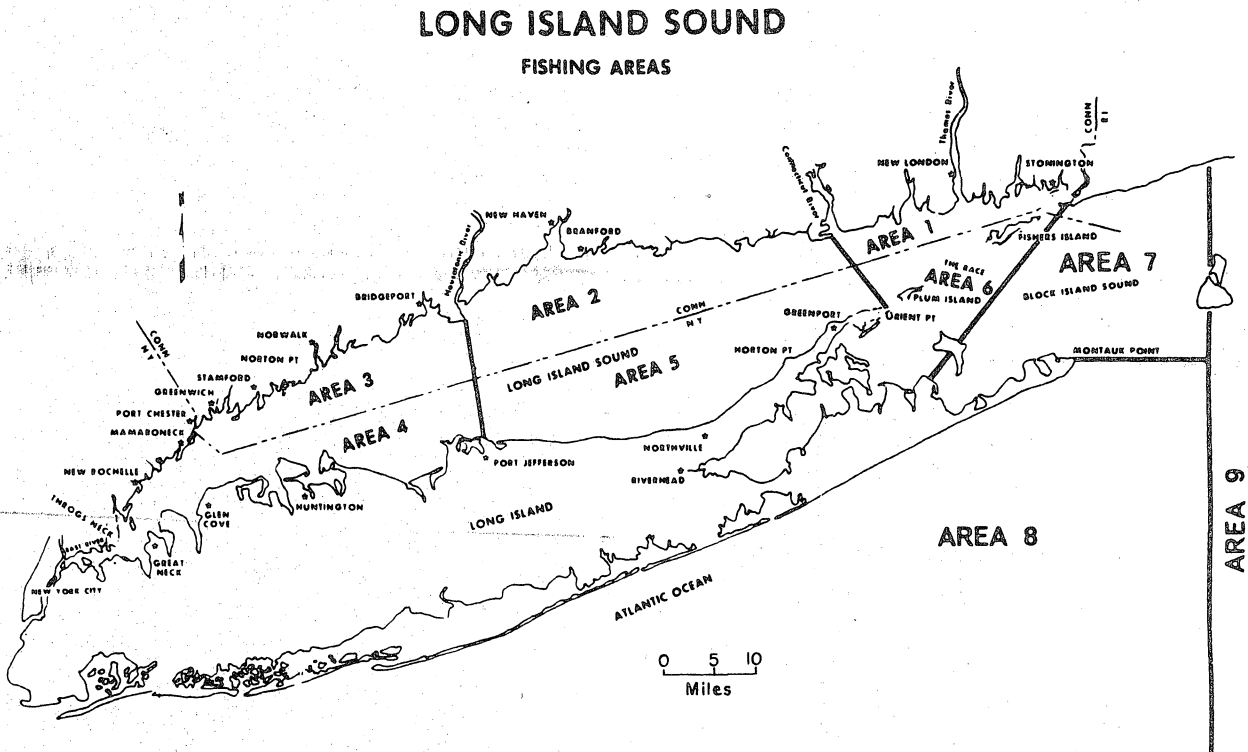 LONG ISLAND SOUND
FISHING AREAS
Thames River
CONN
RI
Connecticut River
NEW LONDON
STONINGTON
NEW HAVEN
BRANFORD
Housatonic River
AREA 1
FISHERS ISLAND
AREA 7
THE RACE
AREA 6
PLUM ISLAND
BLOCK ISLAND SOUND
BRIDGEPORT
AREA 2
CONN
N Y
GREENPORT
ORIENT PT
CONN
N Y
NORWALK
NORTON PT
HORTON PT
MONTAUK POINT
STAMFORD
LONG ISLAND SOUND
AREA 5
GREENWICH
AREA 3
PORT CHESTER
MAMARONECK
AREA 4
NORTHVILLE
PORT JEFFERSON
NEW ROCHELLE
RIVERHEAD
THROGS NECK
GLEN
COVE
HUNTINGTON
LONG ISLAND
AREA 9
EAST RIVER
GREAT
NECK
AREA 8
NEW YORK CITY
ATLANTIC OCEAN
0 5 10
Miles